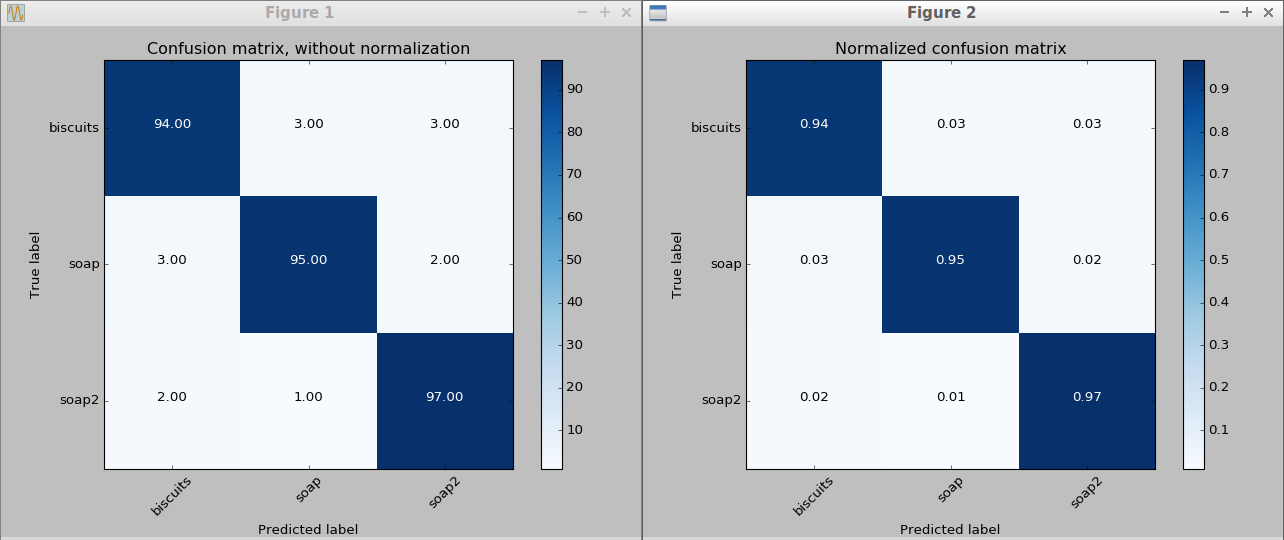 Figure 1
Confusion matrix, without normalization
biscuits 94.00 3.00 3.00
soap 3.00 95.00 2.00
soap2 2.00 1.00 97.00
biscuits soap soap2
True label
Predicted label
90
80
70
60
50
40
30
20
10
Figure 2
Normalized confusion matrix
biscuits 0.94 0.03 0.03
soap 0.03 0.95 0.02
soap2 0.02 0.01 0.97
biscuits soap soap2
True label
Predicted label
0.9
0.8
0.7
0.6
0.5
0.4
0.3
0.2
0.1